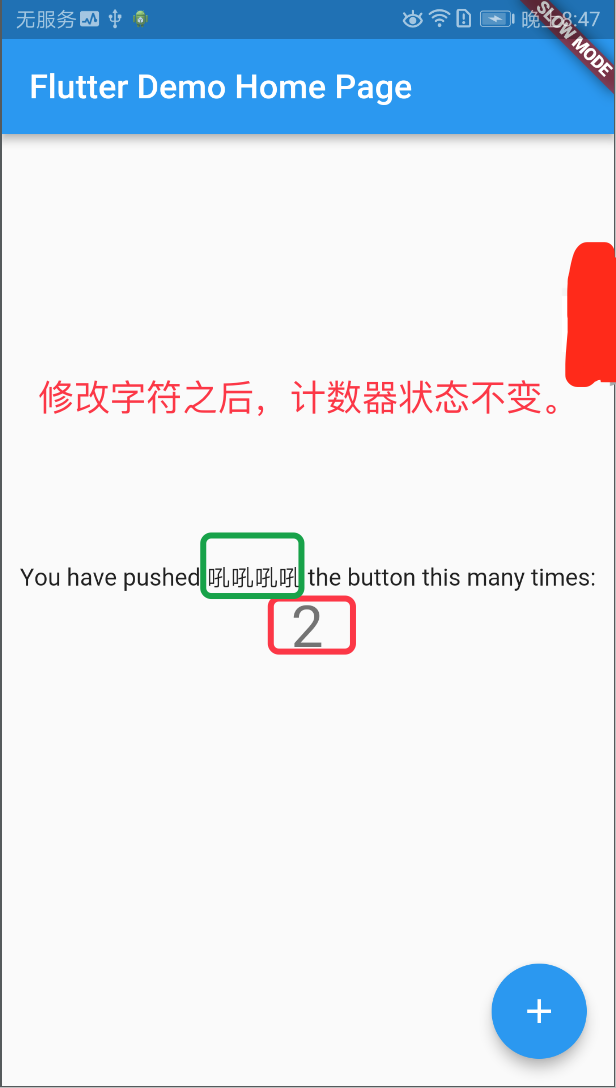 无服务 晚上8:47
SLOW MODE
Flutter Demo Home Page
修改字符之后，计数器状态不变。
You have pushed 吼吼吼吼 the button this many times:
2
+